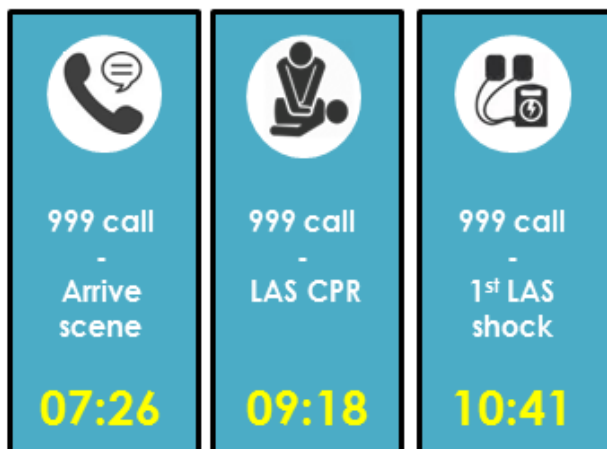 999 call
-
Arrive
scene
07:26
999 call
-
LAS CPR
09:18
999 call
-
1st LAS
shock
10:41